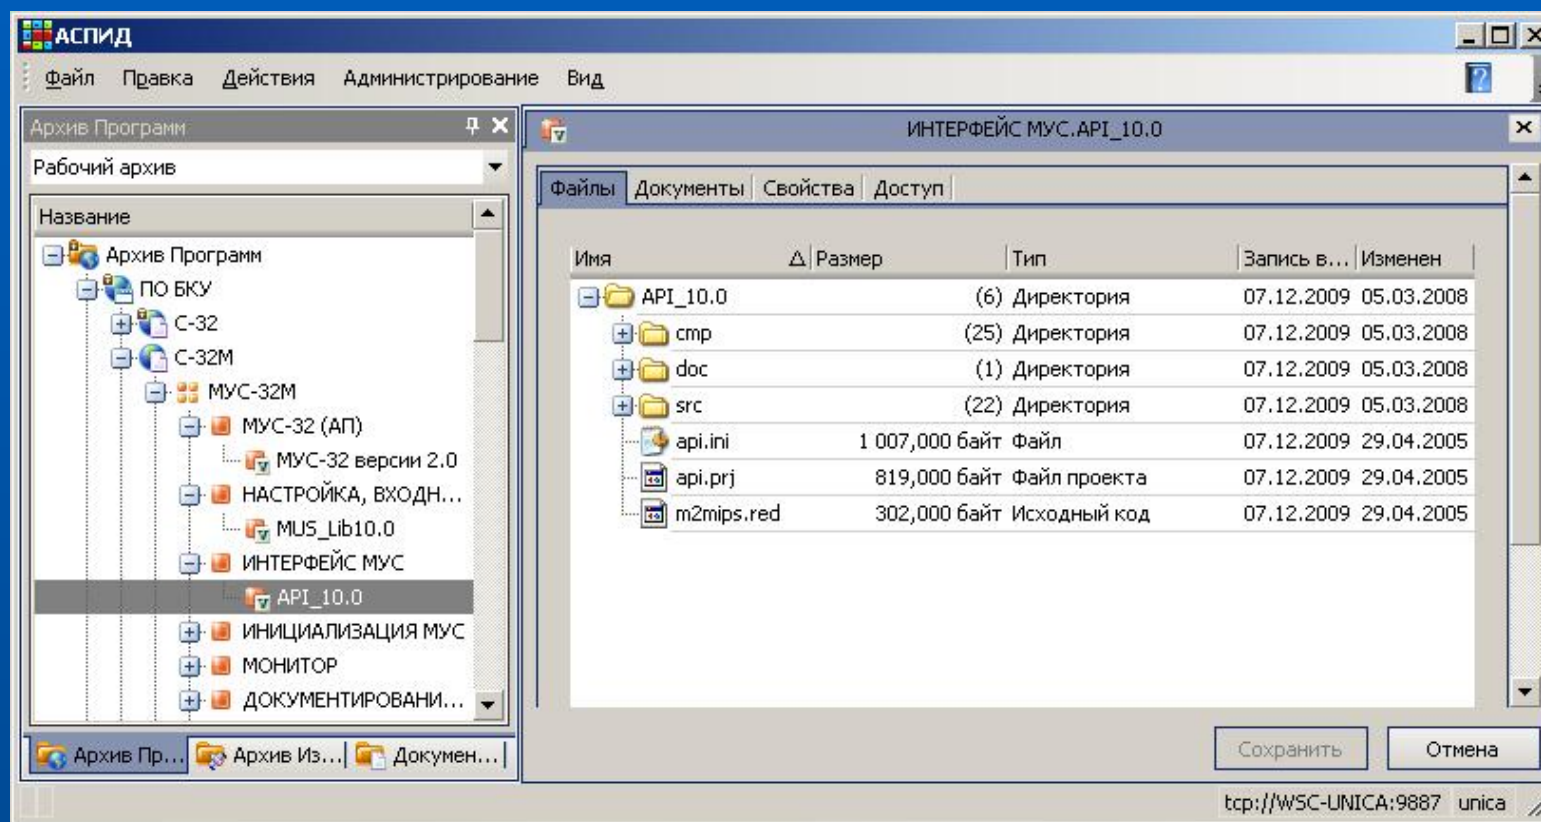 АСПИД
Файл Правка Действия Администрирование Вид
Архив Программ
Рабочий архив
Название
Архив Программ
ПО БКУ
С-32
С-32М
МУС-32М
МУС-32 (АП)
МУС-32 версии 2.0
НАСТРОЙКА, ВХОДН...
MUS_Lib10.0
ИНТЕРФЕЙС МУС
API_10.0
ИНИЦИАЛИЗАЦИЯ МУС
МОНИТОР
ДОКУМЕНТИРОВАНИ...
Архив Пр... Архив Из... Докумен...
ИНТЕРФЕЙС МУС.API_10.0
Файлы Документы Свойства Доступ
Имя Размер Тип Запись в... Изменен
API_10.0 (6) Директория 07.12.2009 05.03.2008
cmp (25) Директория 07.12.2009 05.03.2008
doc (1) Директория 07.12.2009 05.03.2008
src (22) Директория 07.12.2009 05.03.2008
api.ini 1 007,000 байт Файл 07.12.2009 29.04.2005
api.prj 819,000 байт Файл проекта 07.12.2009 29.04.2005
m2mips.red 302,000 байт Исходный код 07.12.2009 29.04.2005
Сохранить Отмена
tcp://WSC-UNICA:9887 unica